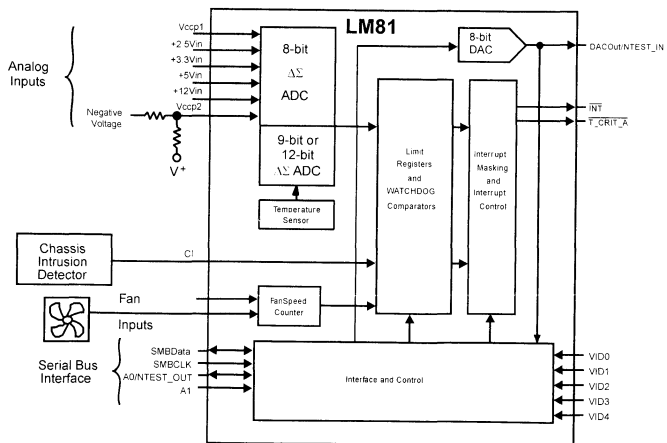 LM81
Analog
Inputs
Vccp1
+2 5Vin
+3.3Vin
+5Vin
+12Vin
Vccp2
Negative
Voltage
V+
8-bit
ΔΣ
ADC
9-bit or
12-bit
ΔΣ ADC
Temperature
Sensor
8-bit
DAC
DACOut/NTEST_IN
INT
T_CRIT_A
Limit
Registers
and
WATCHDOG
Comparators
Interrupt
Masking
and
Interrupt
Control
Chassis
Intrusion
Detector
CI
Fan
Inputs
FanSpeed
Counter
Serial Bus
Interface
SMBData
SMBCLK
A0/NTEST_OUT
A1
Interface and Control
VID0
VID1
VID2
VID3
VID4